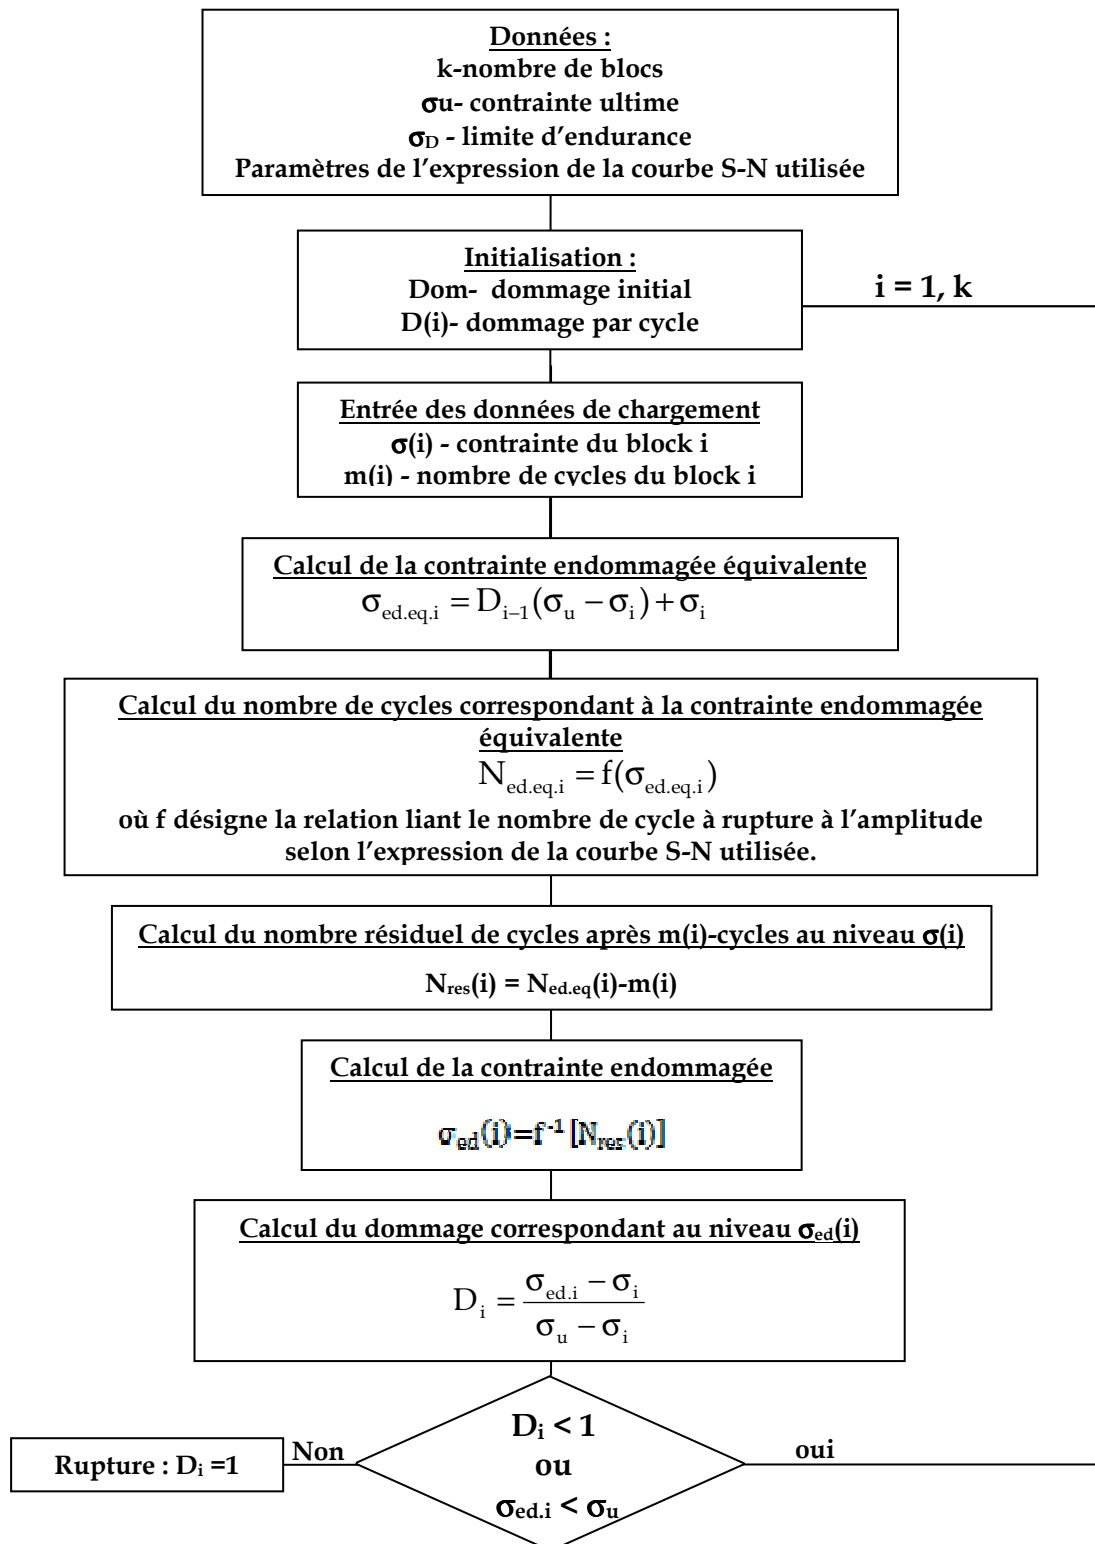 Données :
k-nombre de blocs
σu- contrainte ultime
σD - limite d'endurance
Paramètres de l'expression de la courbe S-N utilisée
Initialisation :
Dom- dommage initial
D(i)- dommage par cycle
i = 1, k
Entrée des données de chargement
σ(i) - contrainte du block i
m(i) - nombre de cycles du block i
Calcul de la contrainte endommagée équivalente
σed.eq.i = Di−1(σu − σi) + σi
Calcul du nombre de cycles correspondant à la contrainte endommagée
équivalente
Ned.eq.i = f(σed.eq.i)
où f désigne la relation liant le nombre de cycle à rupture à l'amplitude
selon l'expression de la courbe S-N utilisée.
Calcul du nombre résiduel de cycles après m(i)-cycles au niveau σ(i)
Nres(i) = Ned.eq(i)-m(i)
Calcul de la contrainte endommagée
σed(i)=f-1 [Nres(i)]
Calcul du dommage correspondant au niveau σed(i)
Di = (σed.i − σi) / (σu − σi)
Di < 1
ou
σed.i < σu
Non
oui
Rupture : Di =1